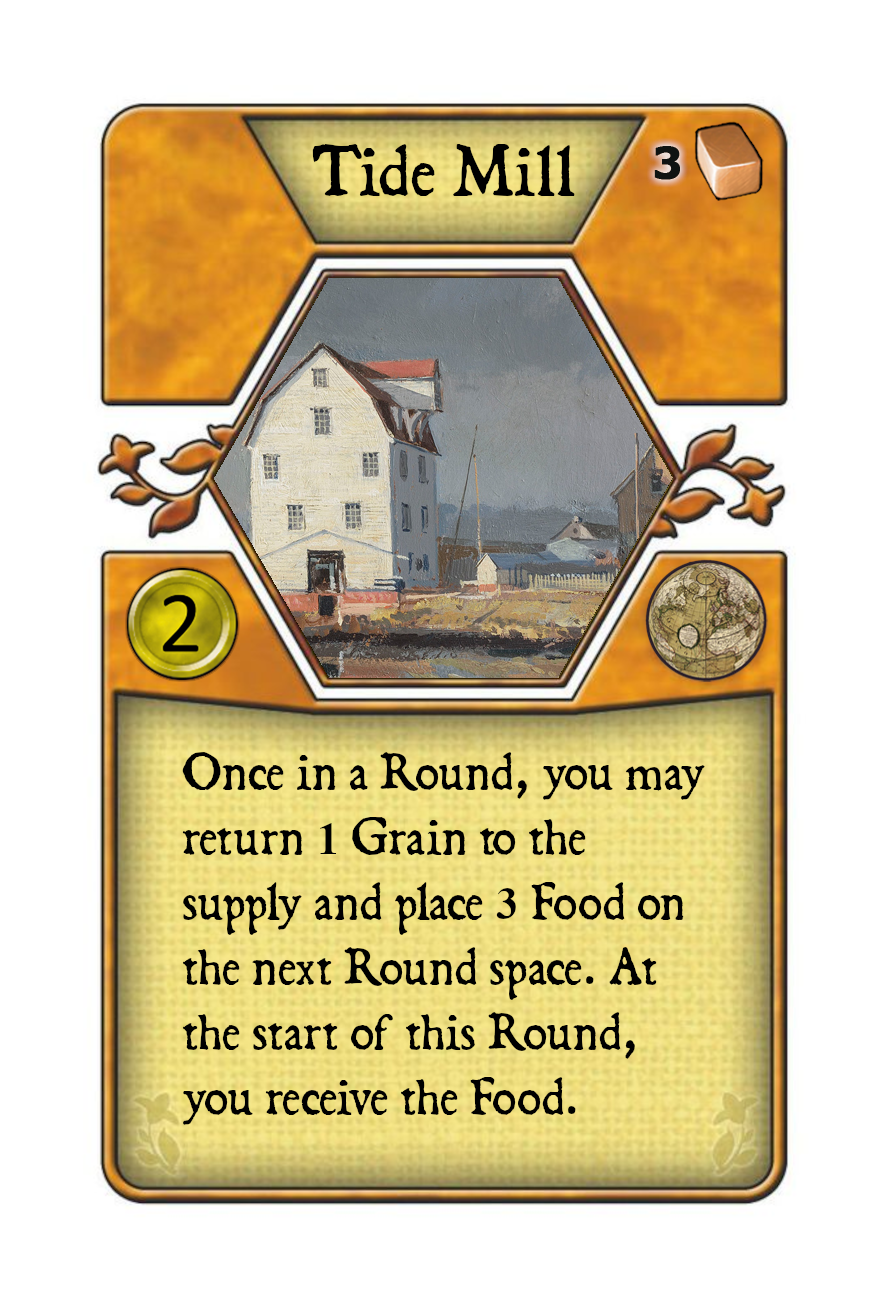 Tide Mill
3
2
Once in a Round, you may
return 1 Grain to the
supply and place 3 Food on
the next Round space. At
the start of this Round,
you receive the Food.